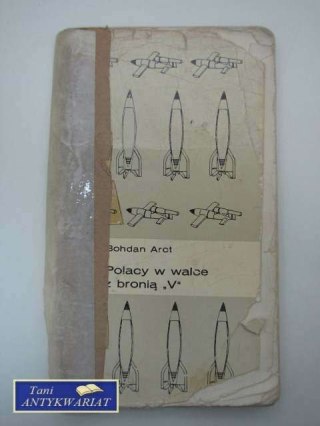 Bohdan Arct
Polacy w walce
z bronią „V"
Tani
ANTYKWARIAT